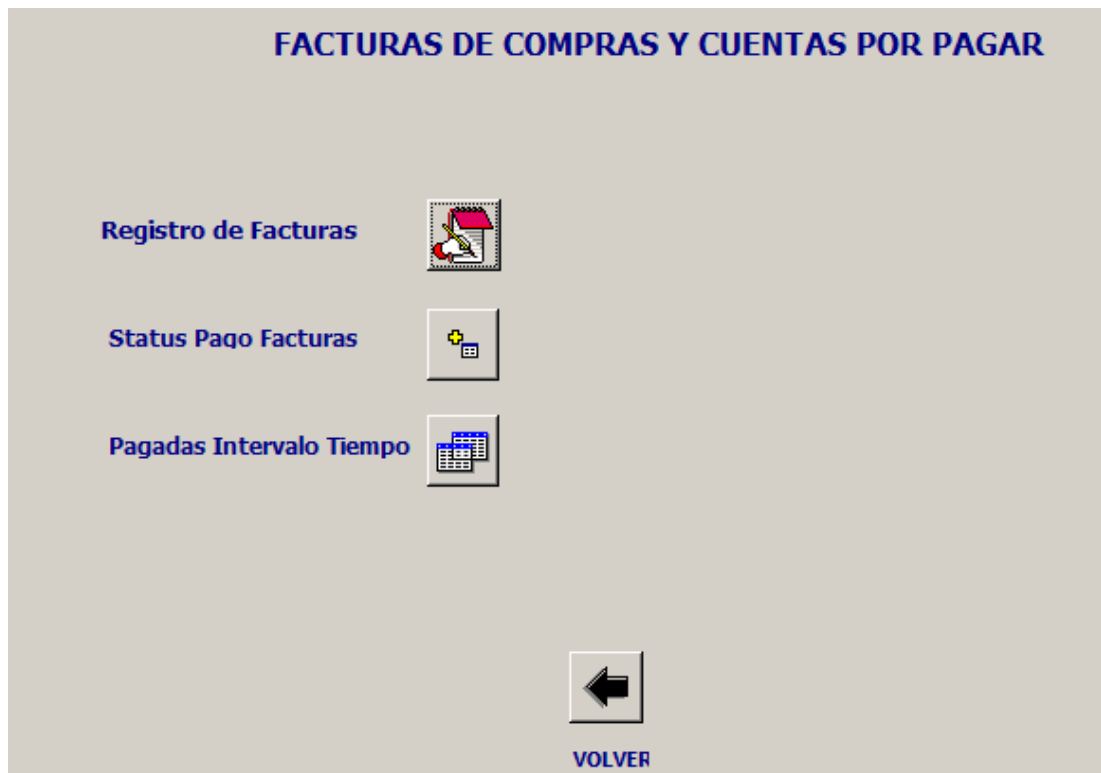 FACTURAS DE COMPRAS Y CUENTAS POR PAGAR
Registro de Facturas
Status Pago Facturas
Pagadas Intervalo Tiempo
VOLVER